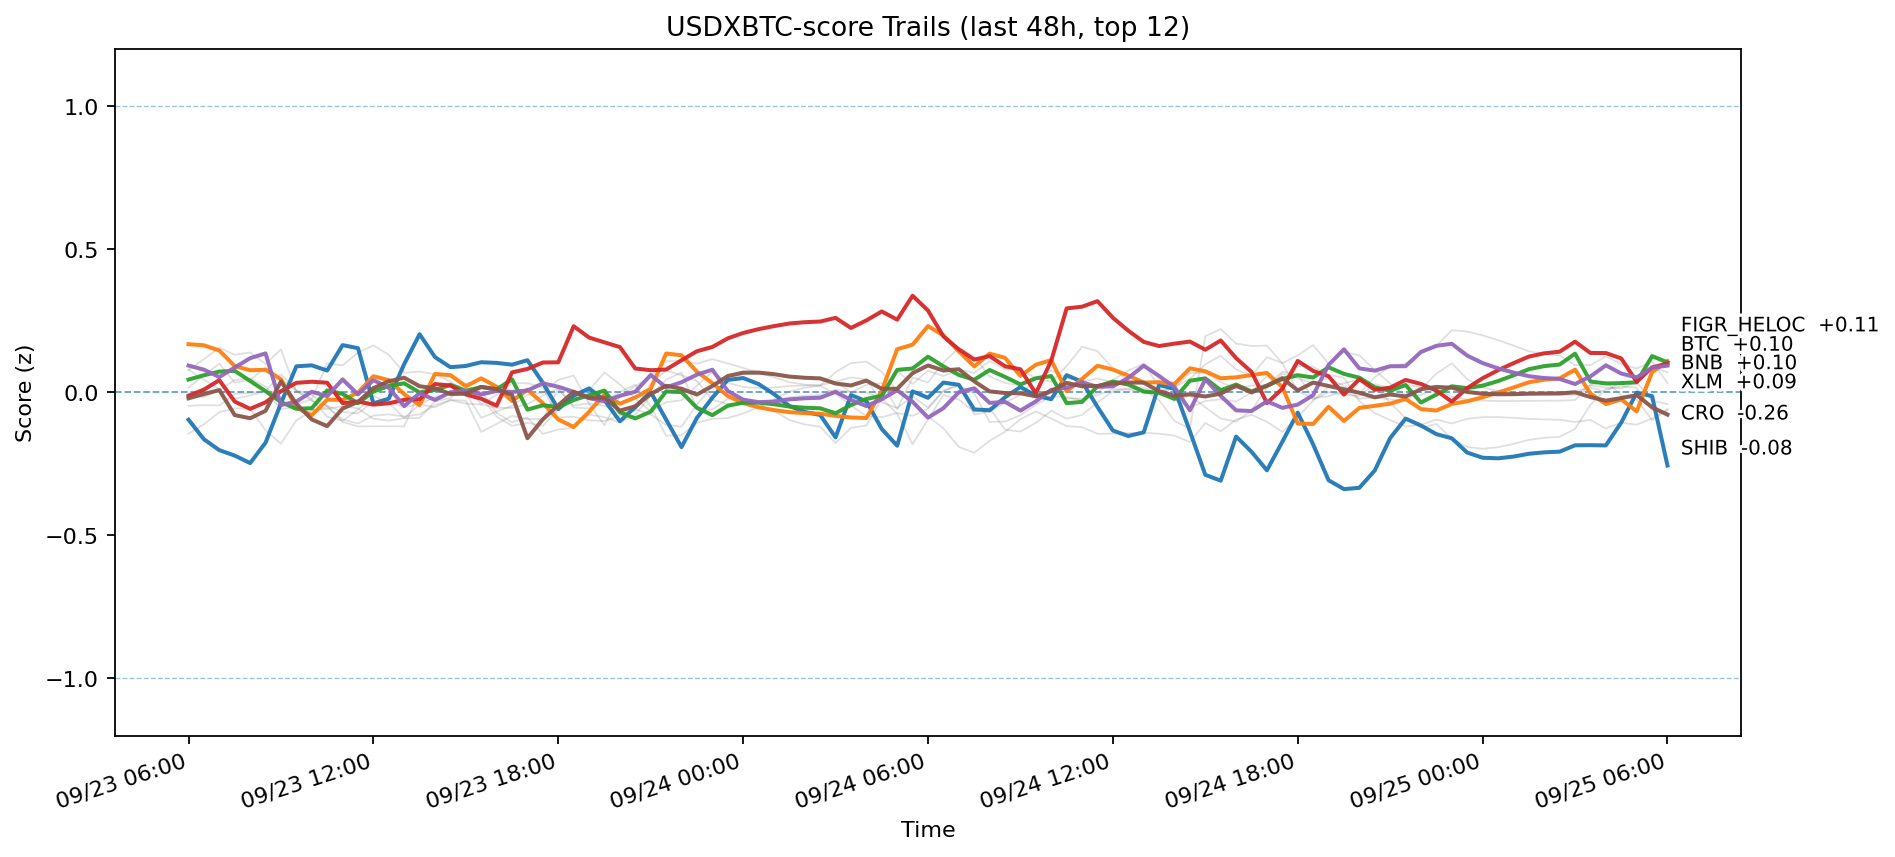 USDXBTC-score Trails (last 48h, top 12)
Score (z)
1.0
0.5
0.0
−0.5
−1.0
FIGR_HELOC +0.11
BTC +0.10
BNB +0.10
XLM +0.09
CRO -0.26
SHIB -0.08
09/23 06:00
09/23 12:00
09/23 18:00
09/24 00:00
09/24 06:00
09/24 12:00
09/24 18:00
09/25 00:00
09/25 06:00
Time